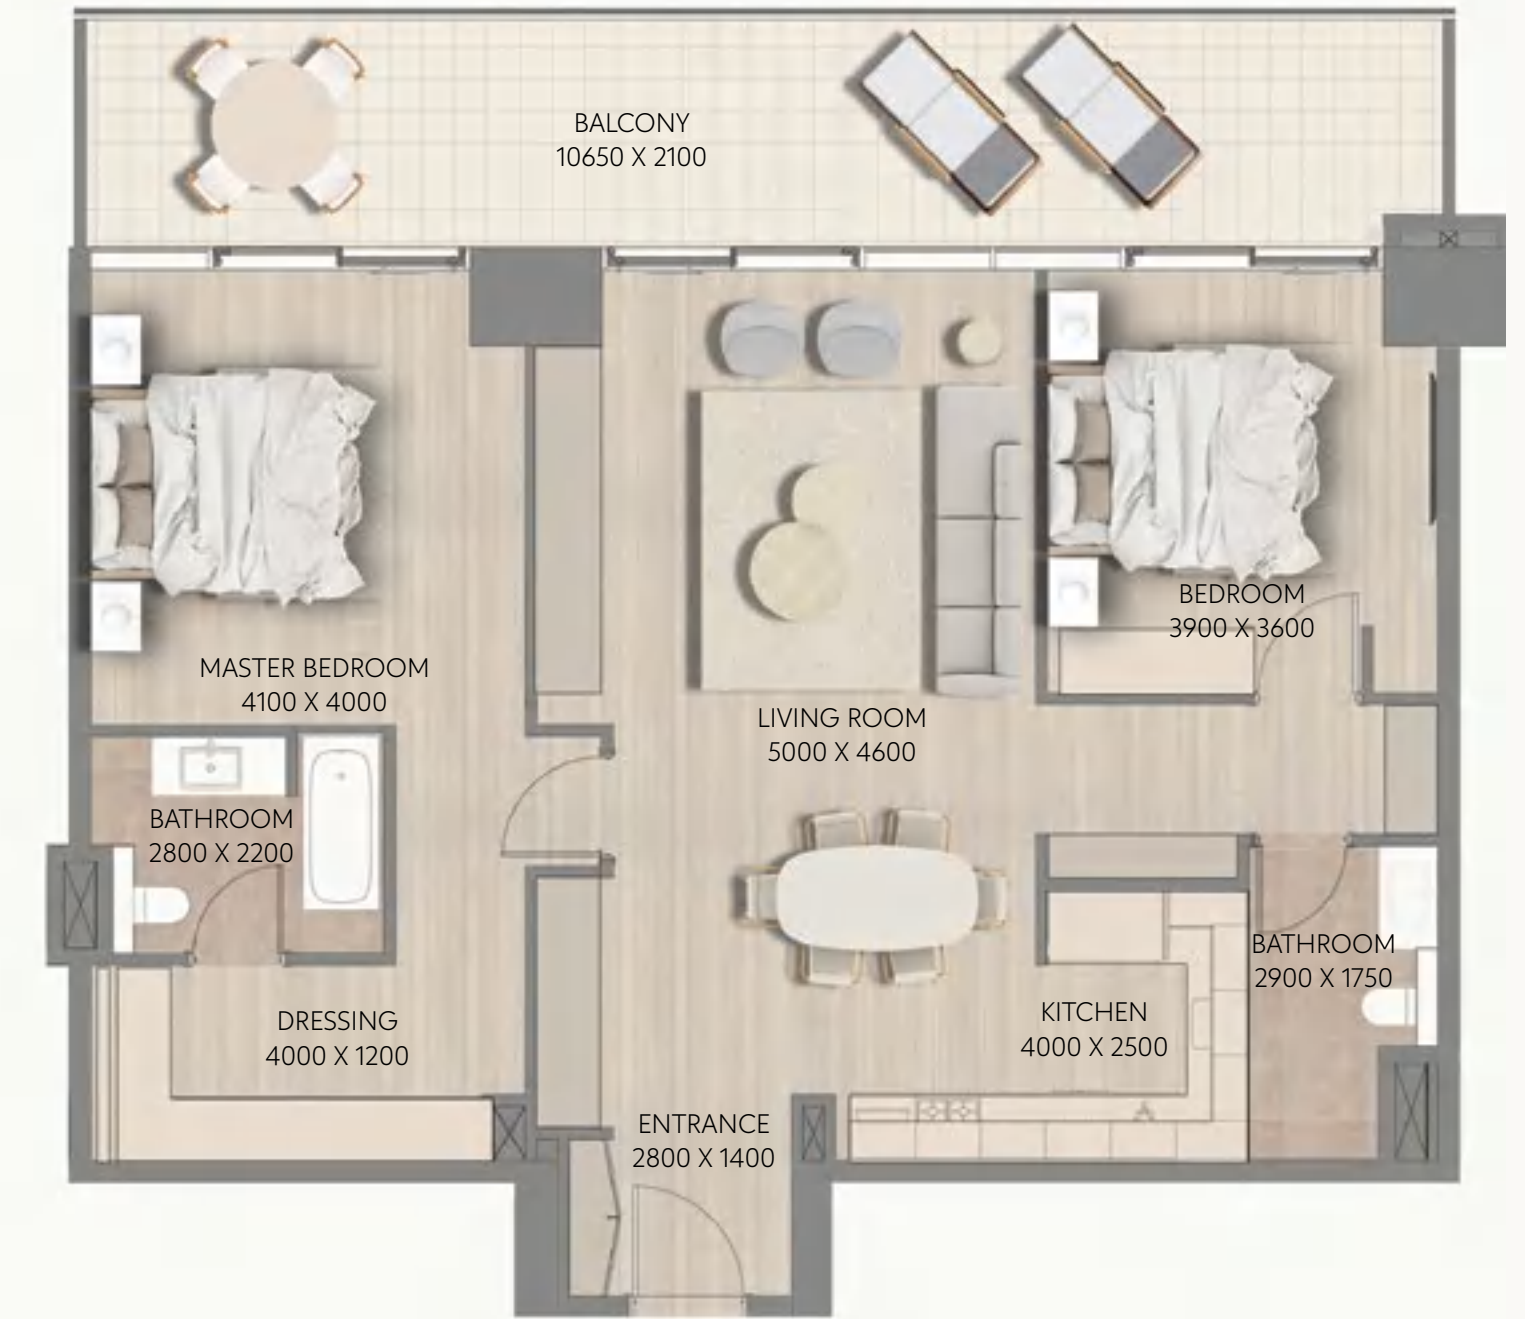 BALCONY
10650 X 2100
BEDROOM
3900 X 3600
MASTER BEDROOM
4100 X 4000
LIVING ROOM
5000 X 4600
BATHROOM
2800 X 2200
BATHROOM
2900 X 1750
DRESSING
4000 X 1200
KITCHEN
4000 X 2500
ENTRANCE
2800 X 1400